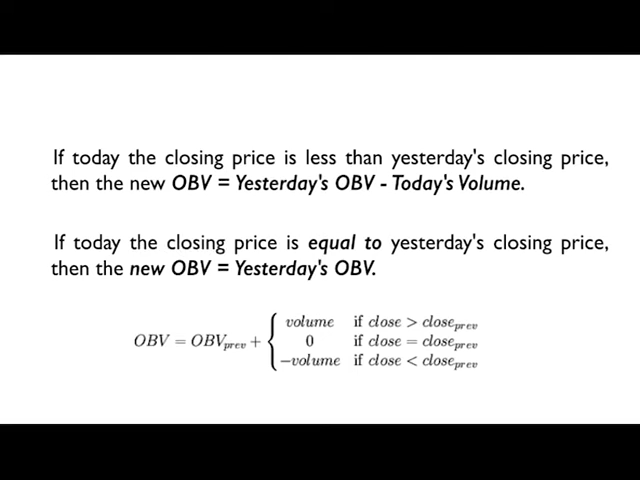 If today the closing price is less than yesterday's closing price,
then the new OBV = Yesterday's OBV - Today's Volume.
If today the closing price is equal to yesterday's closing price,
then the new OBV = Yesterday's OBV.
volume if close > close_prev
OBV = OBV_prev + { 0 if close = close_prev
−volume if close < close_prev